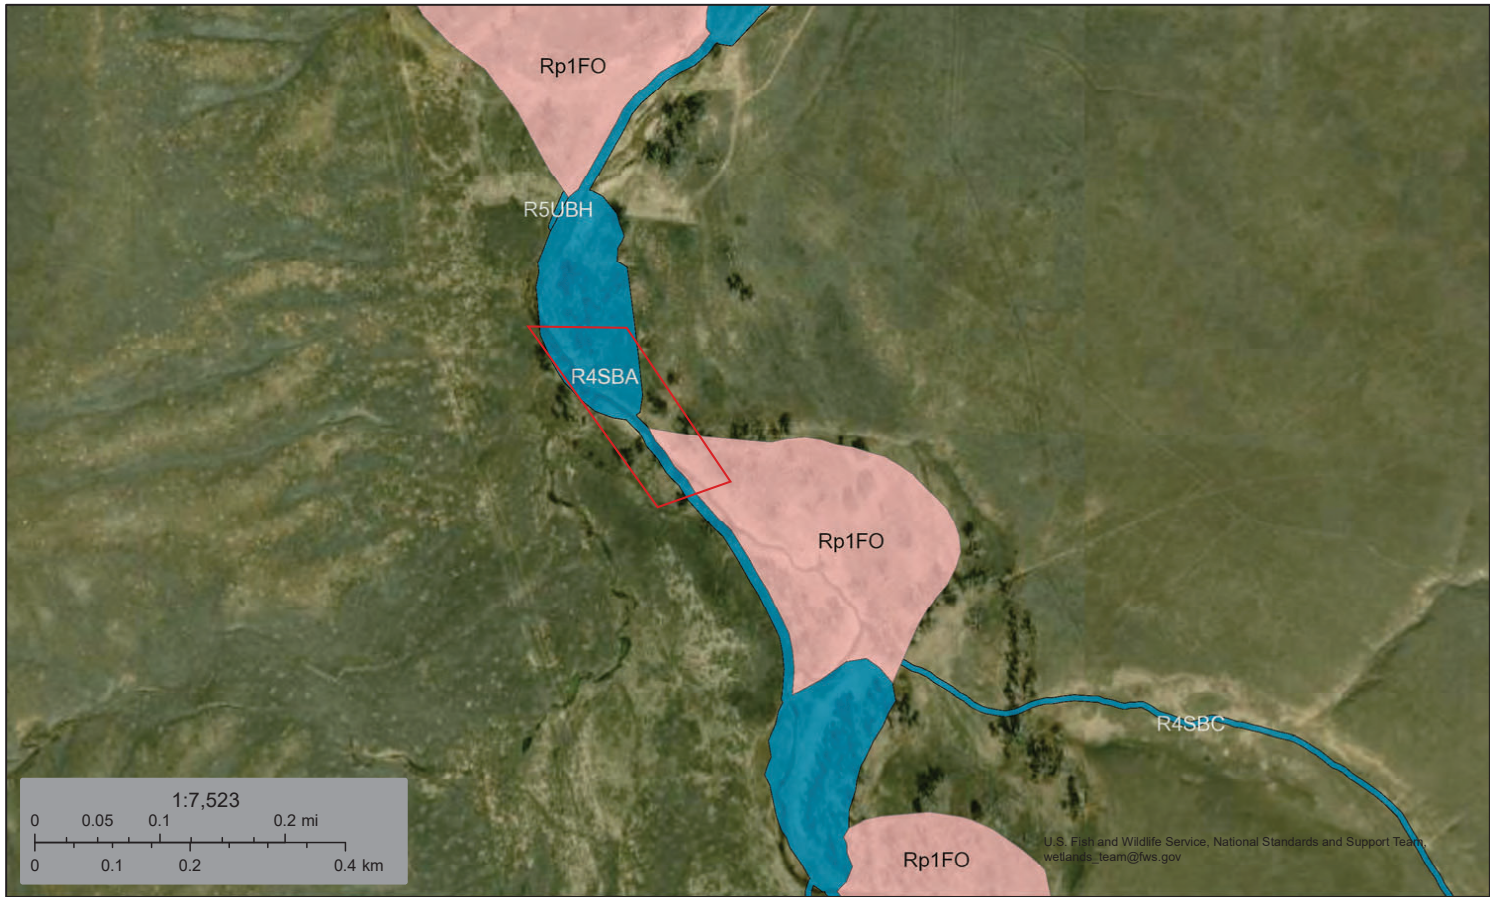 Rp1FO
R5UBH
R4SBA
Rp1FO
R4SBC
1:7,523
0 0.05 0.1 0.2 mi
0 0.1 0.2 0.4 km
Rp1FO
U.S. Fish and Wildlife Service, National Standards and Support Team,
wetlands_team@fws.gov